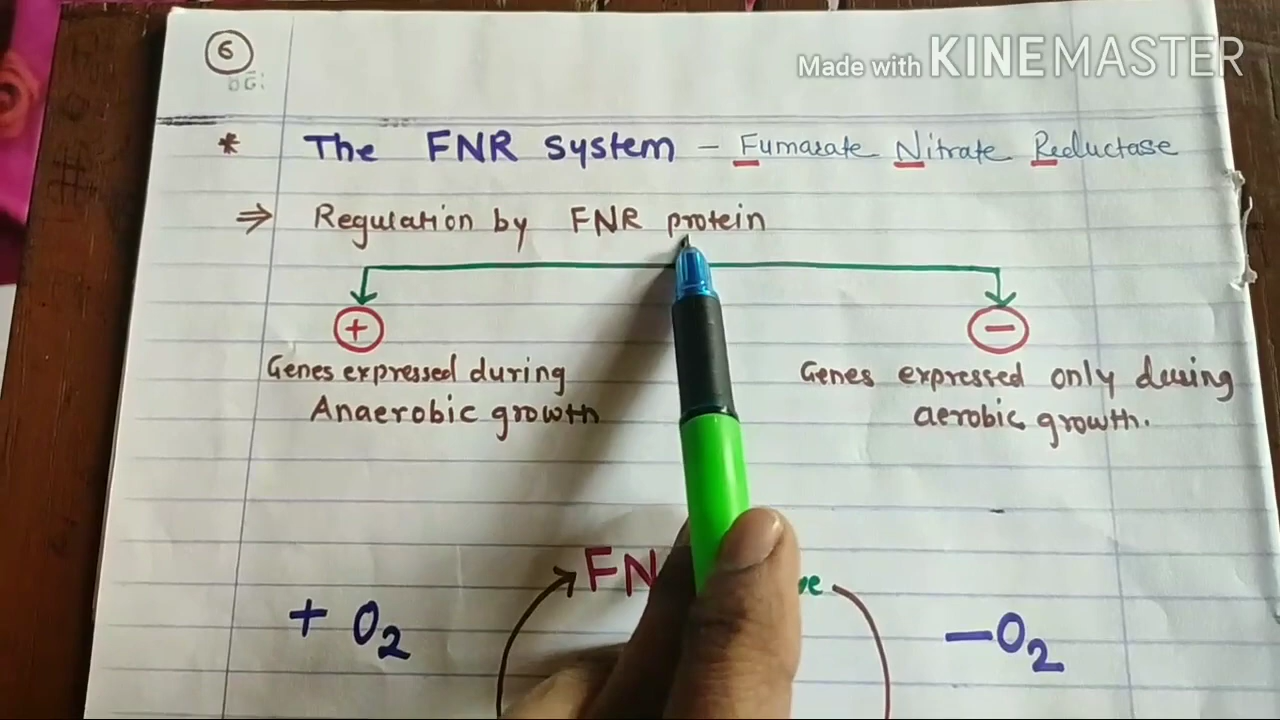 6
Made with KINEMASTER
* The FNR system - Fumarate Nitrate Reductase
⇒ Regulation by FNR protein
+
Genes expressed during
Anaerobic growth
-
Genes expressed only during
aerobic growth.
+ O2
- O2